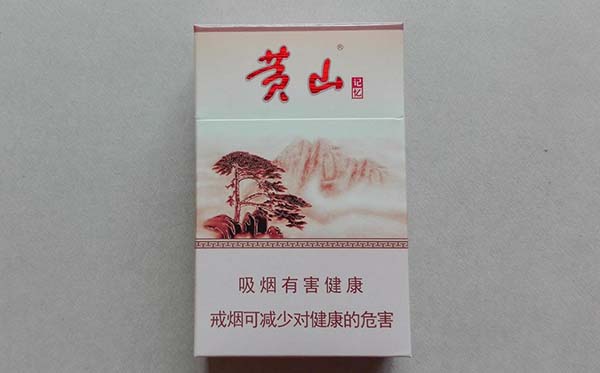 黄山®
记忆
吸烟有害健康
戒烟可减少对健康的危害